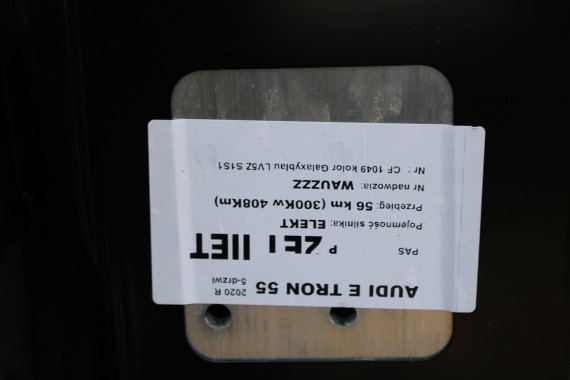 AUDI E TRON 55 2020 R
5-drzwi
PAS P
Pojemność silnika: ELEKT
Przebieg: 56 km (300Kw 408Km)
Nr nadwozia: WAUZZZ
Nr : CF 1049 kolor Galaxyblau LV5Z S1S1